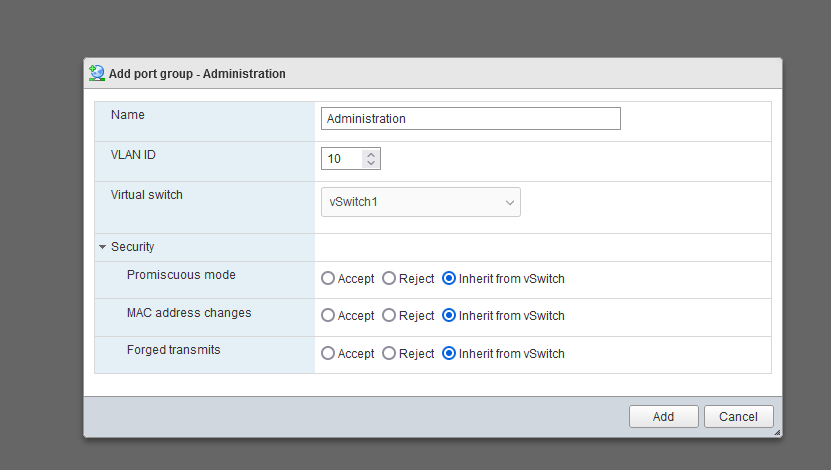 Add port group - Administration
Name
Administration
VLAN ID
10
Virtual switch
vSwitch1
Security
Promiscuous mode
Accept Reject Inherit from vSwitch
MAC address changes
Accept Reject Inherit from vSwitch
Forged transmits
Accept Reject Inherit from vSwitch
Add Cancel